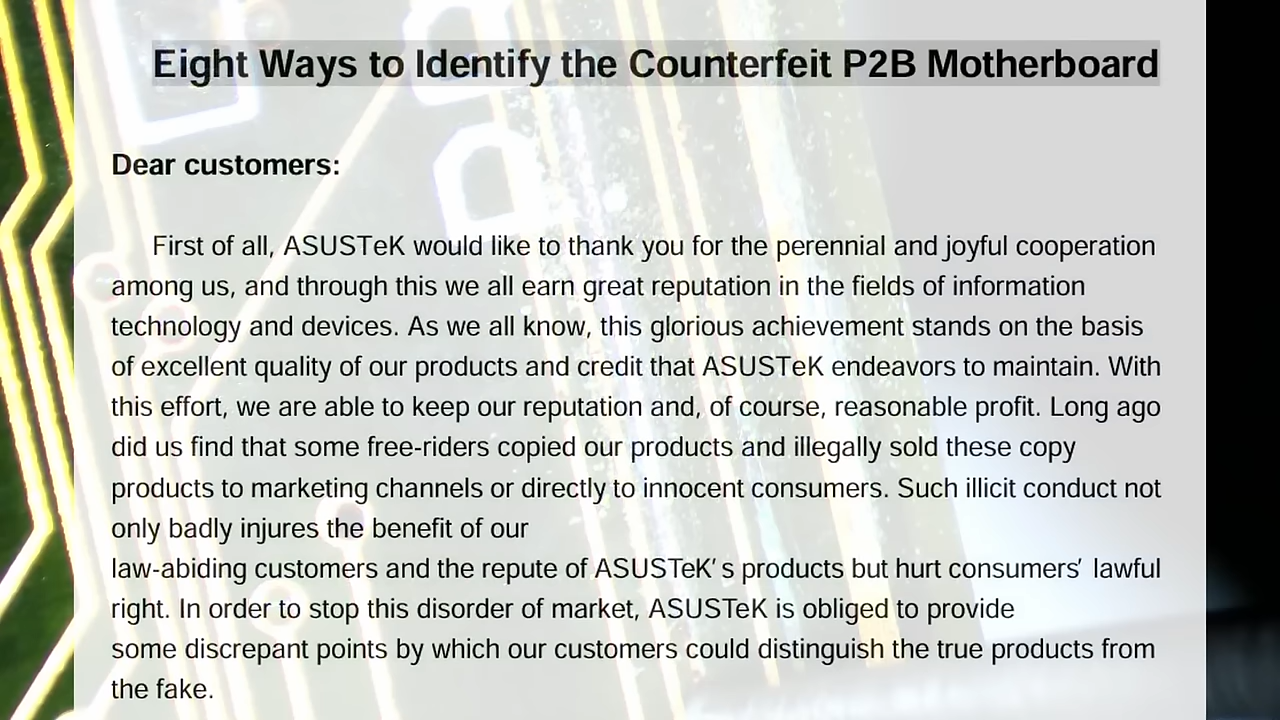 Eight Ways to Identify the Counterfeit P2B Motherboard
Dear customers:
First of all, ASUSTeK would like to thank you for the perennial and joyful cooperation
among us, and through this we all earn great reputation in the fields of information
technology and devices. As we all know, this glorious achievement stands on the basis
of excellent quality of our products and credit that ASUSTeK endeavors to maintain. With
this effort, we are able to keep our reputation and, of course, reasonable profit. Long ago
did us find that some free-riders copied our products and illegally sold these copy
products to marketing channels or directly to innocent consumers. Such illicit conduct not
only badly injures the benefit of our
law-abiding customers and the repute of ASUSTeK's products but hurt consumers' lawful
right. In order to stop this disorder of market, ASUSTeK is obliged to provide
some discrepant points by which our customers could distinguish the true products from
the fake.